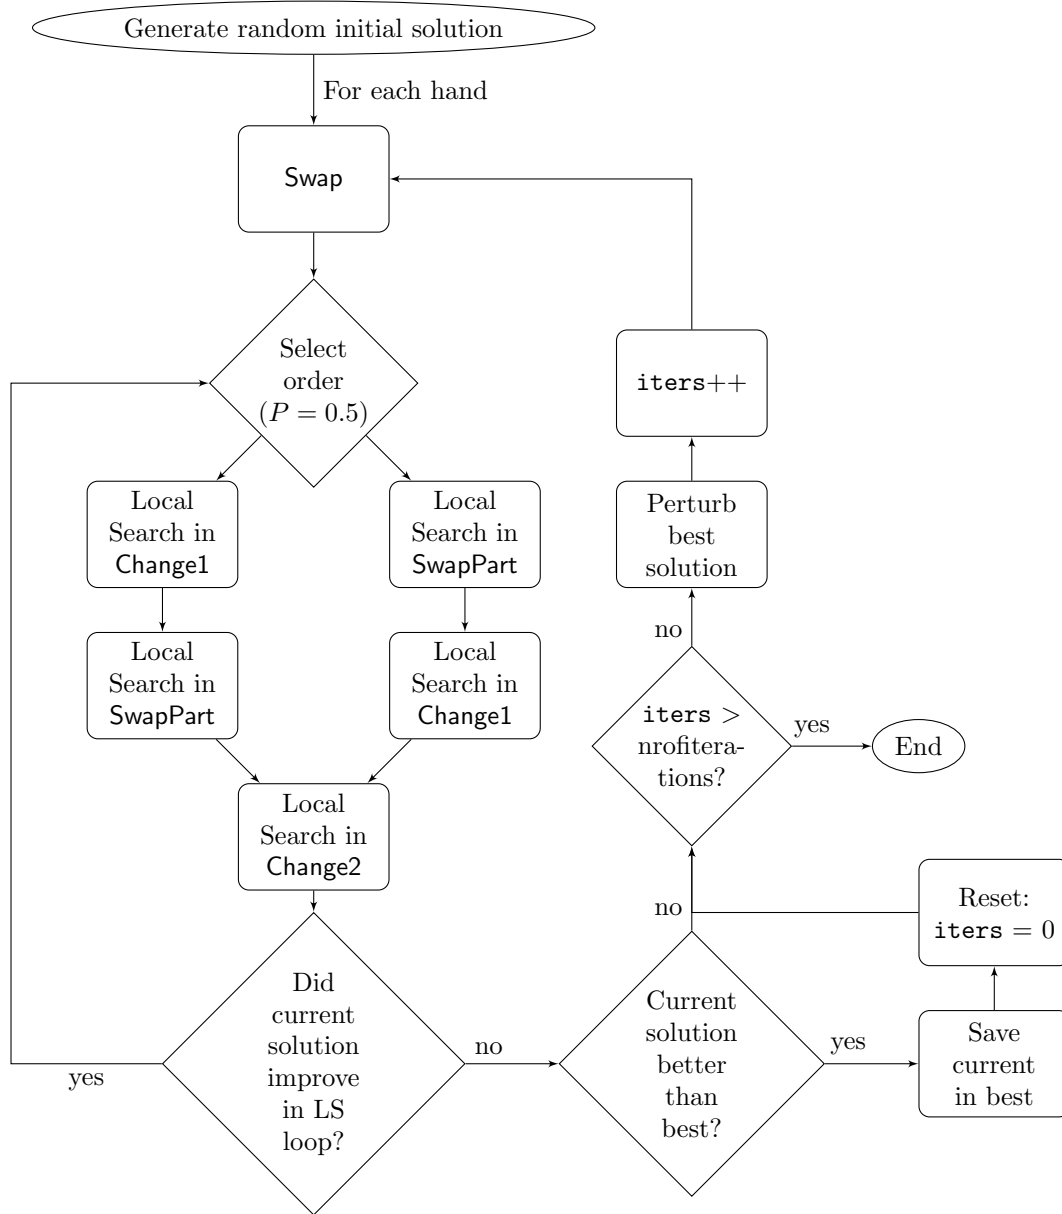 Generate random initial solution
For each hand
Swap
Select
order
(P = 0.5)
iters++
Local
Search in
Change1
Local
Search in
SwapPart
Perturb
best
solution
no
Local
Search in
SwapPart
Local
Search in
Change1
iters >
nrofitera-
tions?
yes
End
Local
Search in
Change2
no
Reset:
iters = 0
Did
current
solution
improve
in LS
loop?
yes
no
Current
solution
better
than
best?
yes
Save
current
in best